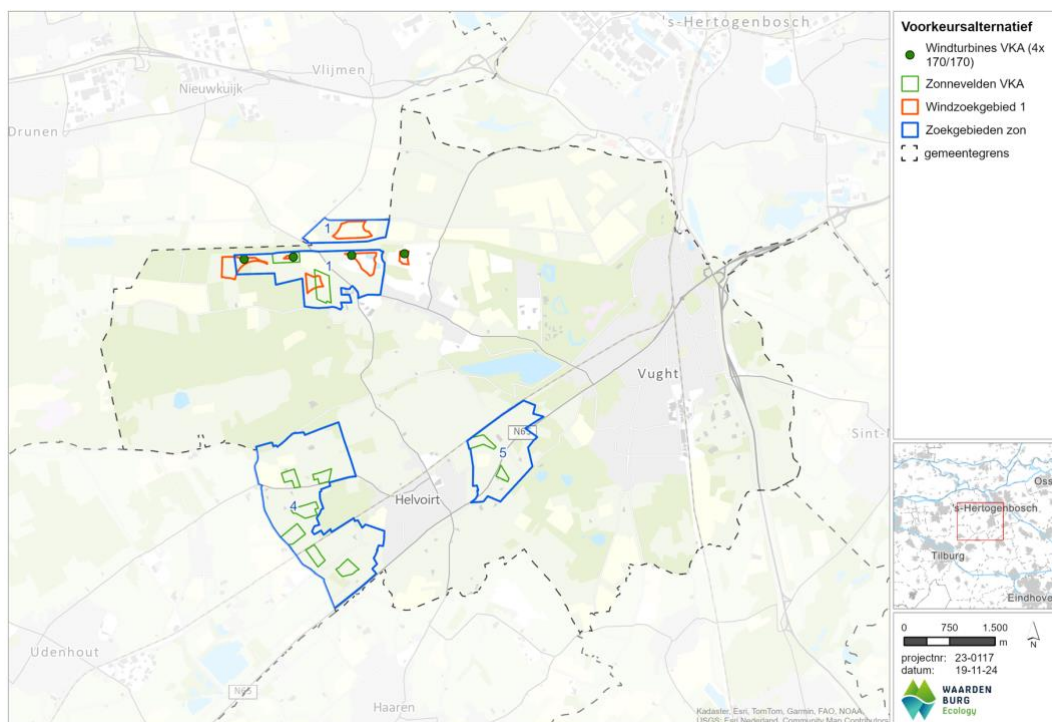 's-Hertogenbosch
Vlijmen
Nieuwkuijk
Drunen
1
1
Vught
N65
5
Sint-M
4
Helvoirt
Udenhout
N65
Haaren
Kadaster, Esri, TomTom, Garmin, FAO, NOAA,
USGS; Esri Nederland, Community Map Contributors
Voorkeursalternatief
Windturbines VKA (4x
170/170)
Zonnevelden VKA
Windzoekgebied 1
Zoekgebieden zon
gemeentegrens
Oss
's-Hertogenbosch
Tilburg
Eindhove
0 750 1.500
m
N
projectnr: 23-0117
datum: 19-11-24
WAARDEN
BURG
Ecology